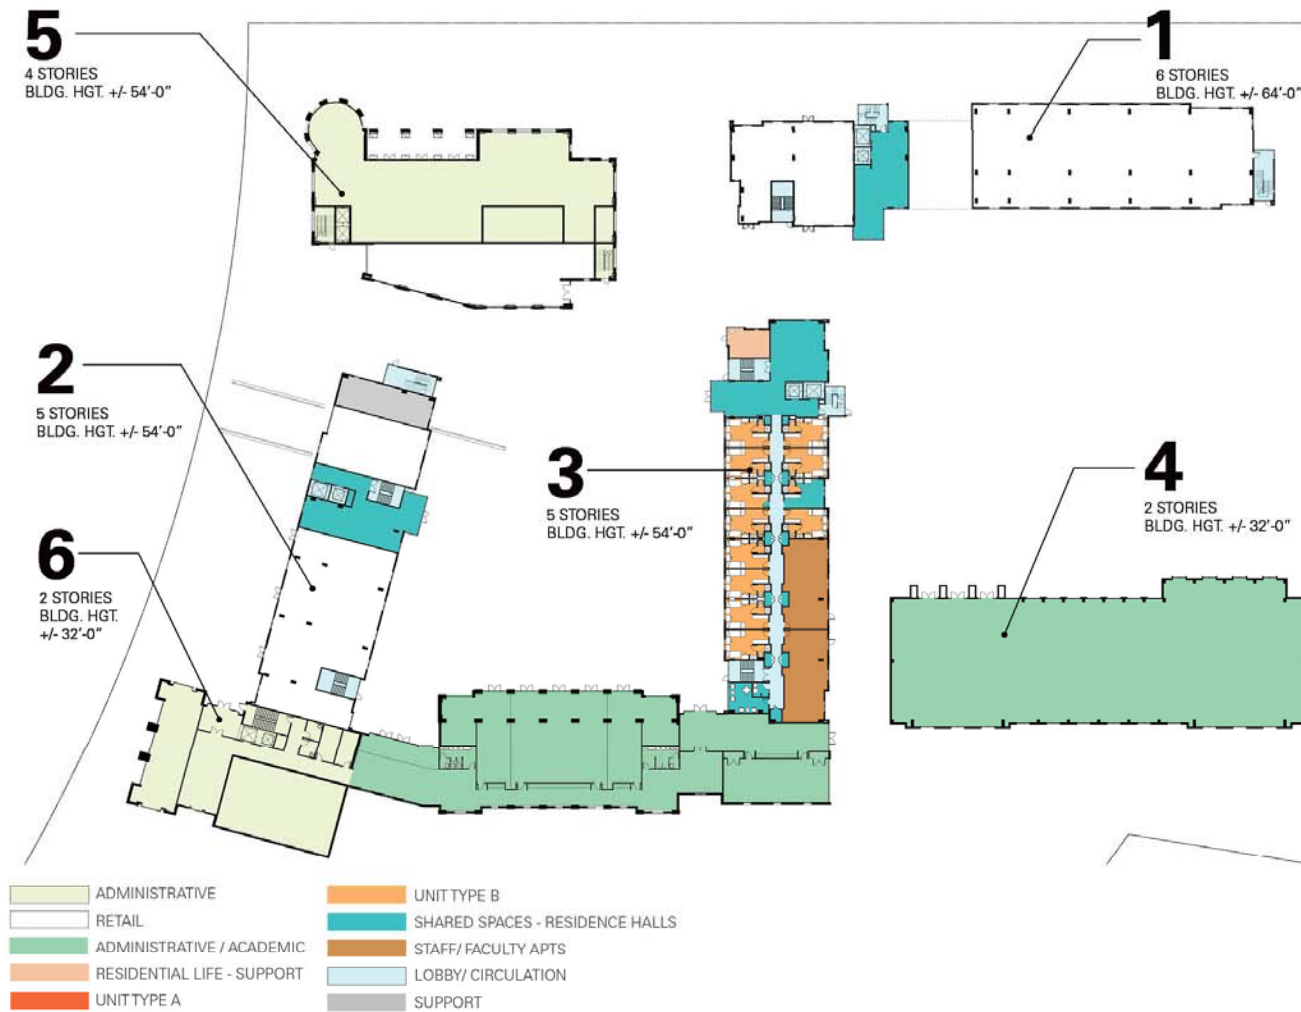 5
4 STORIES
BLDG. HGT. +/- 54'-0"
1
6 STORIES
BLDG. HGT. +/- 64'-0"
2
5 STORIES
BLDG. HGT. +/- 54'-0"
3
5 STORIES
BLDG. HGT. +/- 54'-0"
4
2 STORIES
BLDG. HGT. +/- 32'-0"
6
2 STORIES
BLDG. HGT.
+/- 32'-0"
ADMINISTRATIVE
RETAIL
ADMINISTRATIVE / ACADEMIC
RESIDENTIAL LIFE - SUPPORT
UNIT TYPE A
UNIT TYPE B
SHARED SPACES - RESIDENCE HALLS
STAFF/ FACULTY APTS
LOBBY/ CIRCULATION
SUPPORT